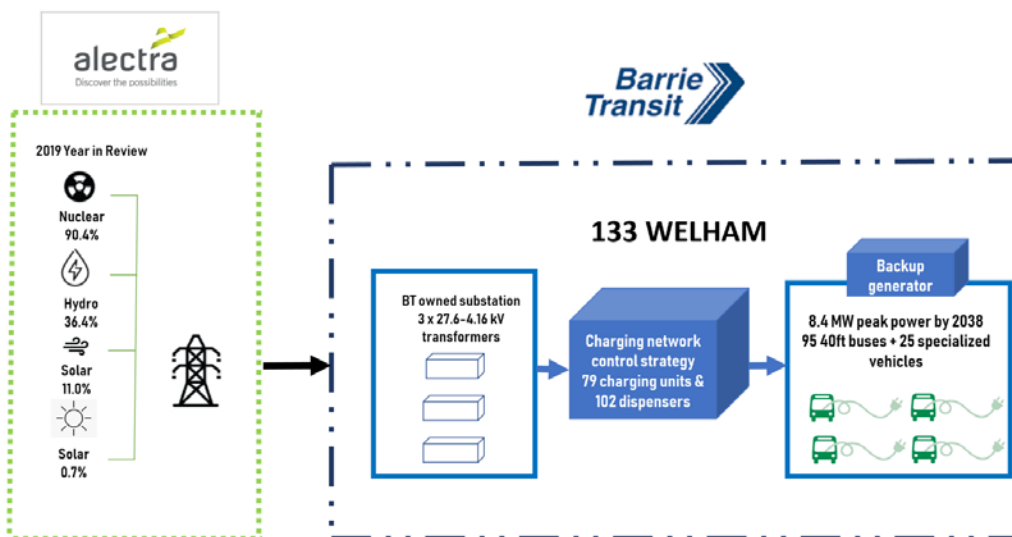 alectra
Discover the possibilities
2019 Year in Review
Nuclear
90.4%
Hydro
36.4%
Solar
11.0%
Solar
0.7%
Barrie
Transit
133 WELHAM
BT owned substation
3 x 27.6-4.16 kV
transformers
Charging network
control strategy
79 charging units &
102 dispensers
Backup
generator
8.4 MW peak power by 2038
95 40ft buses + 25 specialized
vehicles